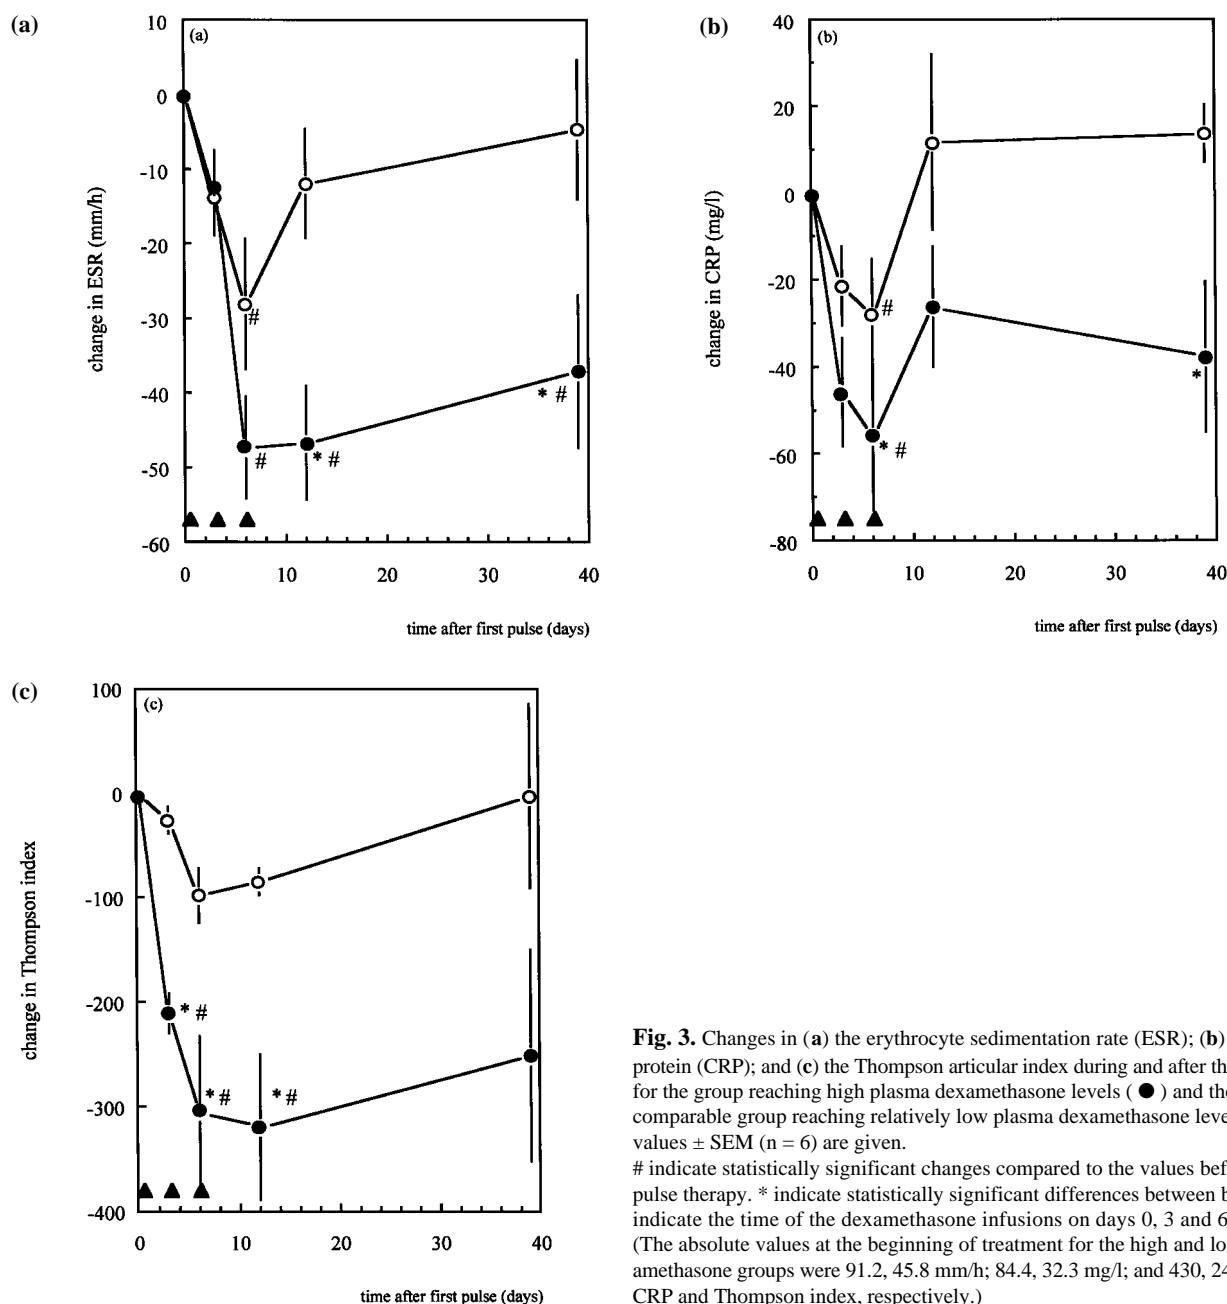 (a)
(a)
10
0
-10
-20
-30
-40
-50
-60
change in ESR (mm/h)
#
#
* #
* #
0 10 20 30 40
time after first pulse (days)
(b)
(b)
40
20
0
-20
-40
-60
-80
change in CRP (mg/l)
#
* #
*
0 10 20 30 40
time after first pulse (days)
(c)
(c)
100
0
-100
-200
-300
-400
change in Thompson index
* #
* #
* #
0 10 20 30 40
time after first pulse (days)
Fig. 3. Changes in (a) the erythrocyte sedimentation rate (ESR); (b)
protein (CRP); and (c) the Thompson articular index during and after
for the group reaching high plasma dexamethasone levels ( ● ) and
comparable group reaching relatively low plasma dexamethasone
values ± SEM (n = 6) are given.
# indicate statistically significant changes compared to the values
pulse therapy. * indicate statistically significant differences between
indicate the time of the dexamethasone infusions on days 0, 3 and 6
(The absolute values at the beginning of treatment for the high and
amethasone groups were 91.2, 45.8 mm/h; 84.4, 32.3 mg/l; and 430,
CRP and Thompson index, respectively.)